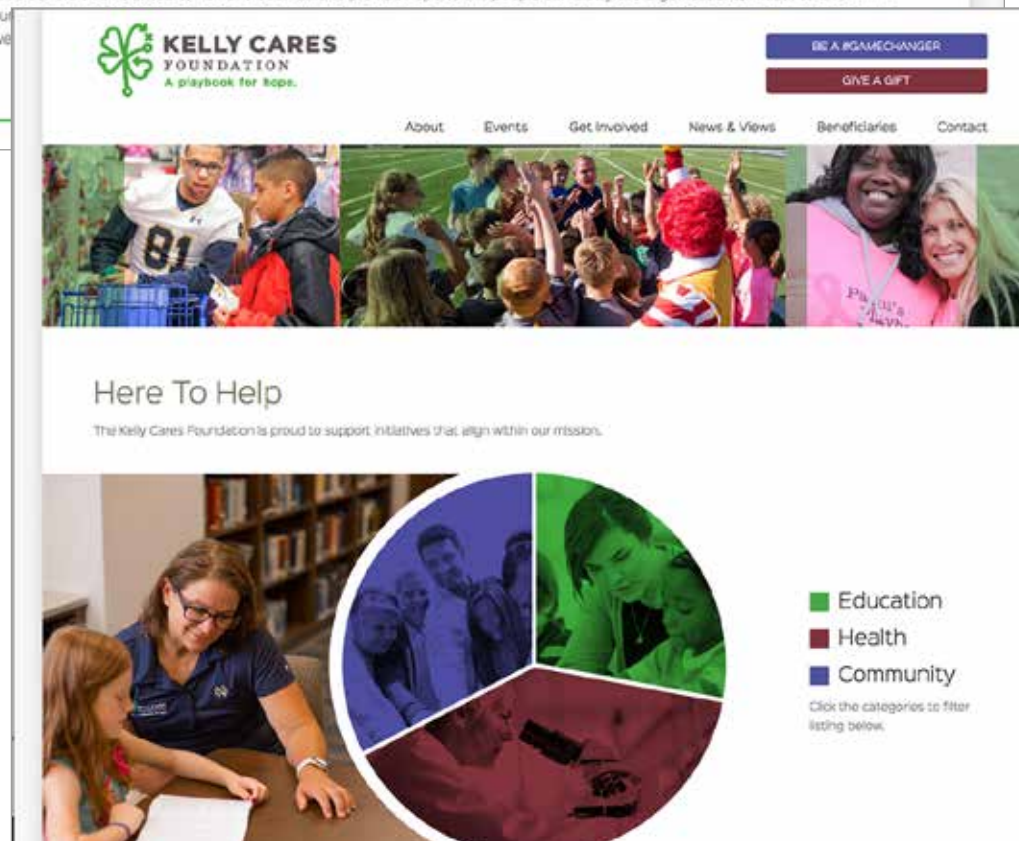 KELLY CARES
FOUNDATION
A playbook for hope.
BE A #GAMECHANGER
GIVE A GIFT
About Events Get Involved News & Views Beneficiaries Contact
81
Here To Help
The Kelly Cares Foundation is proud to support initiatives that align within our mission.
Education
Health
Community
Click the categories to filter
listing below.